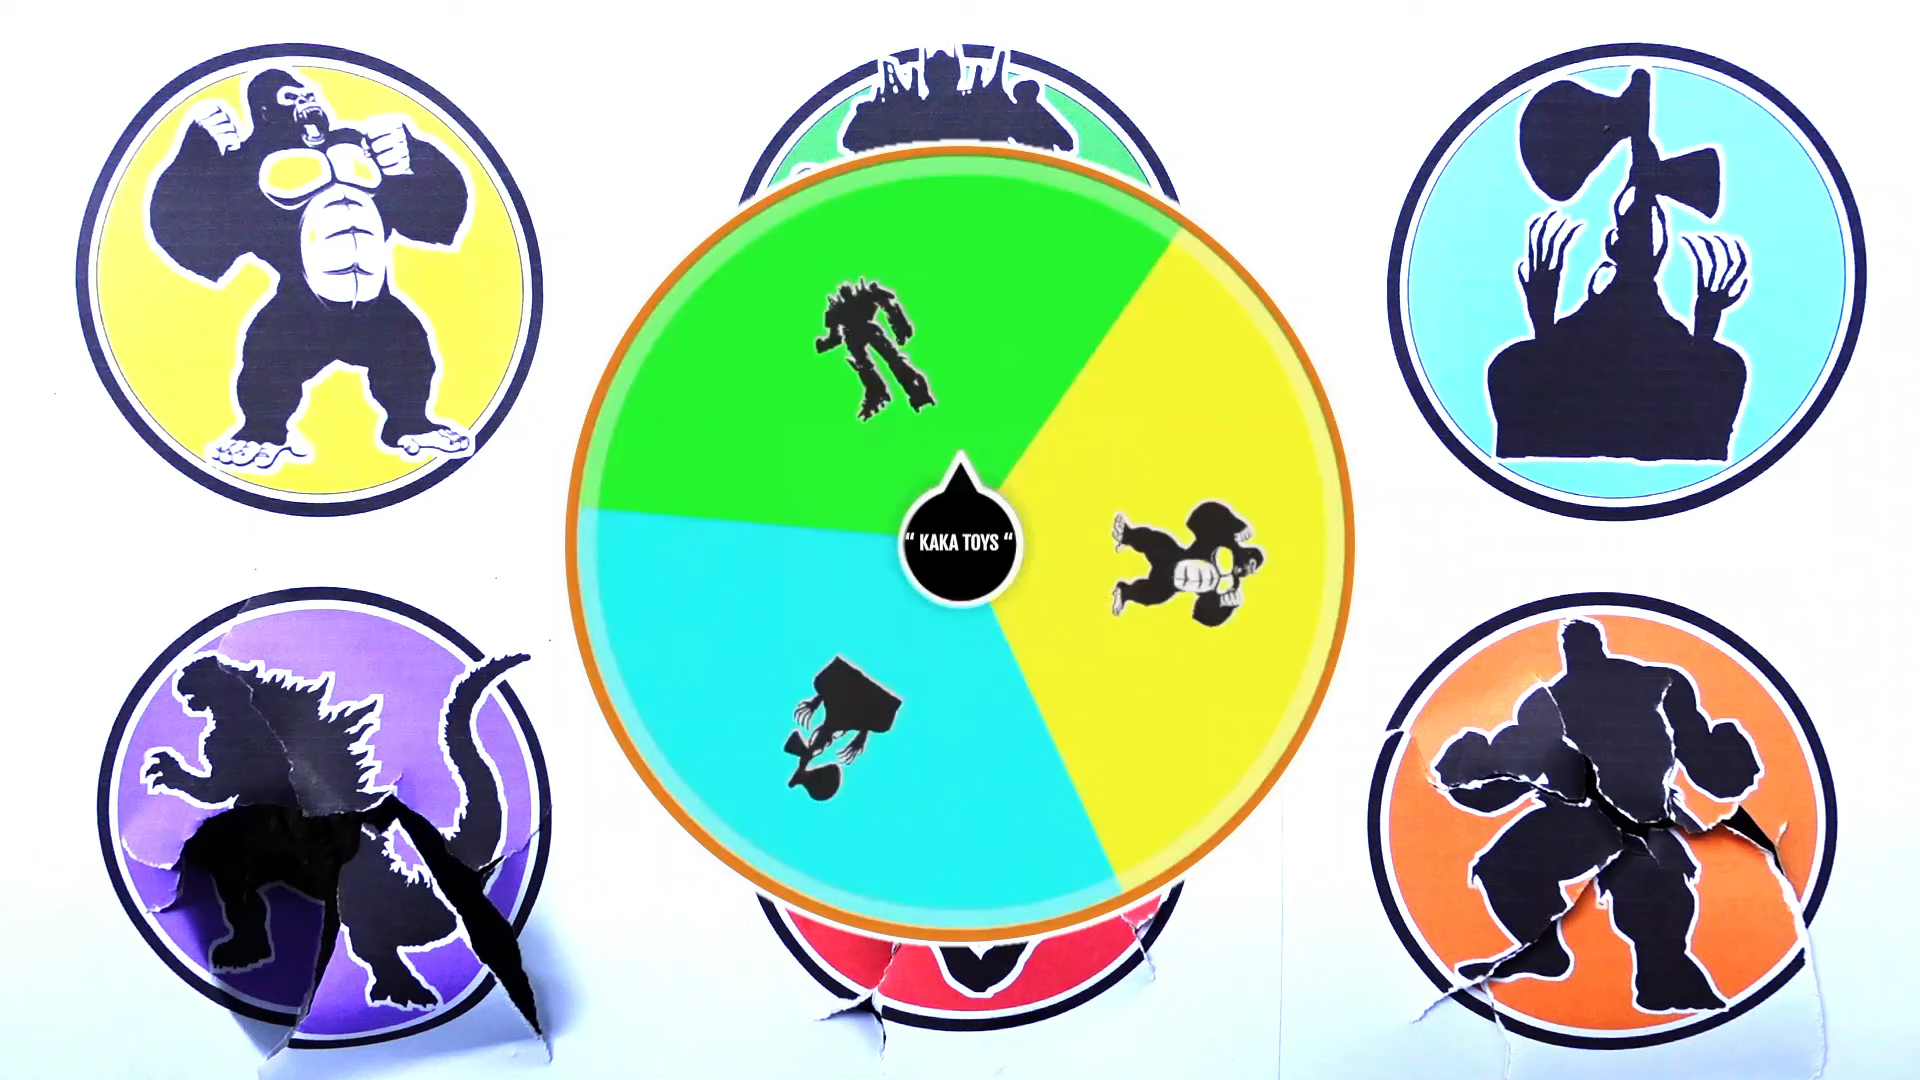 “ KAKA TOYS “